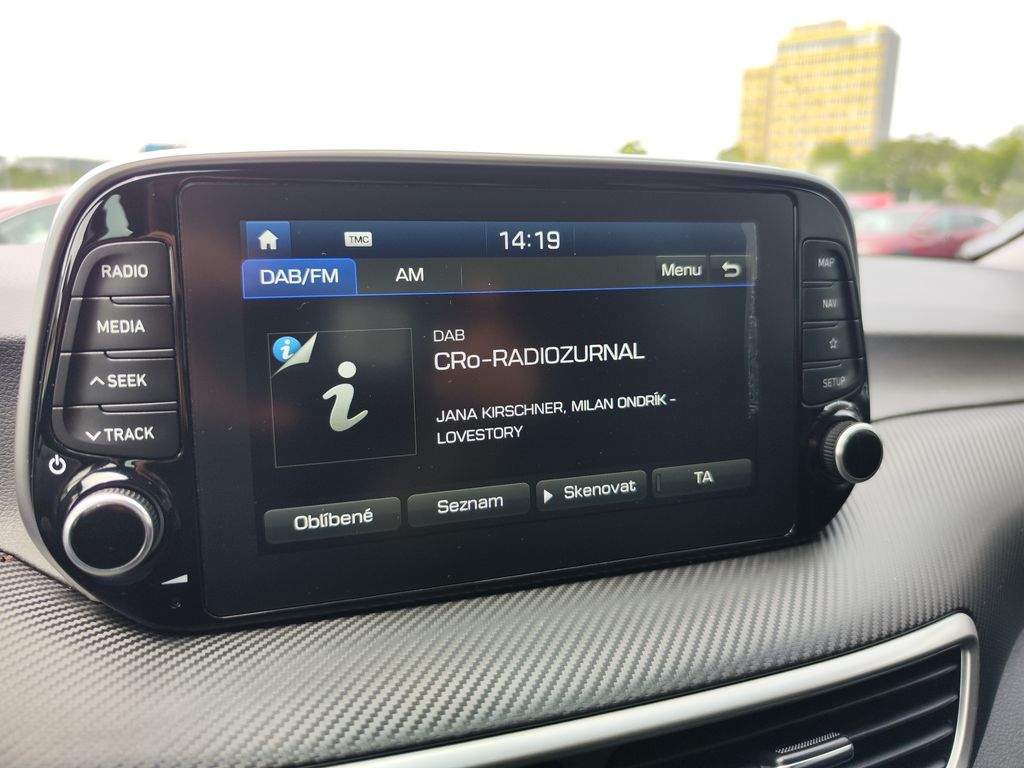 TMC
14:19
DAB/FM AM Menu
RADIO
MEDIA
SEEK
TRACK
DAB
CRo-RADIOZURNAL
JANA KIRSCHNER, MILAN ONDRÍK -
LOVESTORY
Oblíbené Seznam Skenovat TA
MAP
NAV
SETUP